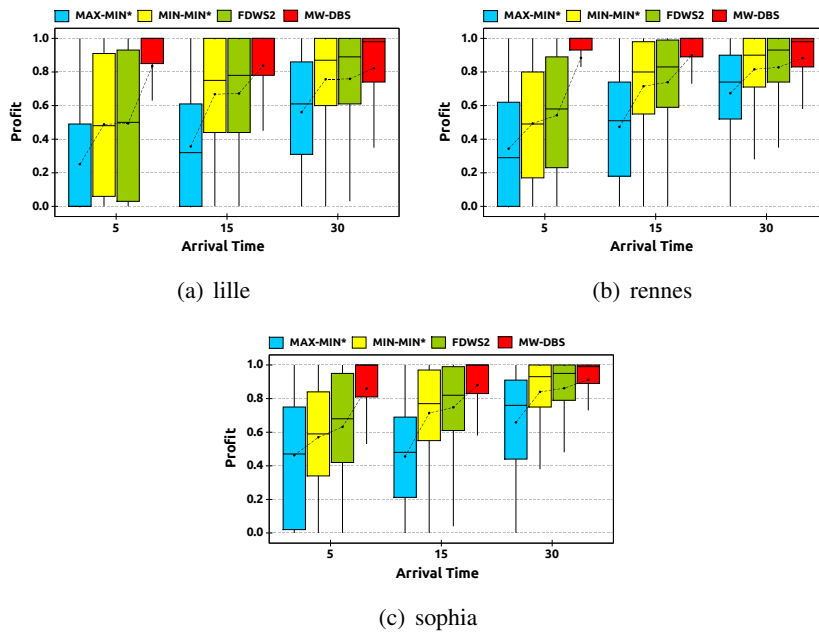 MAX-MIN* MIN-MIN* FDWS2 MW-DBS
1.0
0.8
0.6
0.4
0.2
0.0
Profit
5 15 30
Arrival Time
(a) lille
MAX-MIN* MIN-MIN* FDWS2 MW-DBS
1.0
0.8
0.6
0.4
0.2
0.0
Profit
5 15 30
Arrival Time
(b) rennes
MAX-MIN* MIN-MIN* FDWS2 MW-DBS
1.0
0.8
0.6
0.4
0.2
0.0
Profit
5 15 30
Arrival Time
(c) sophia